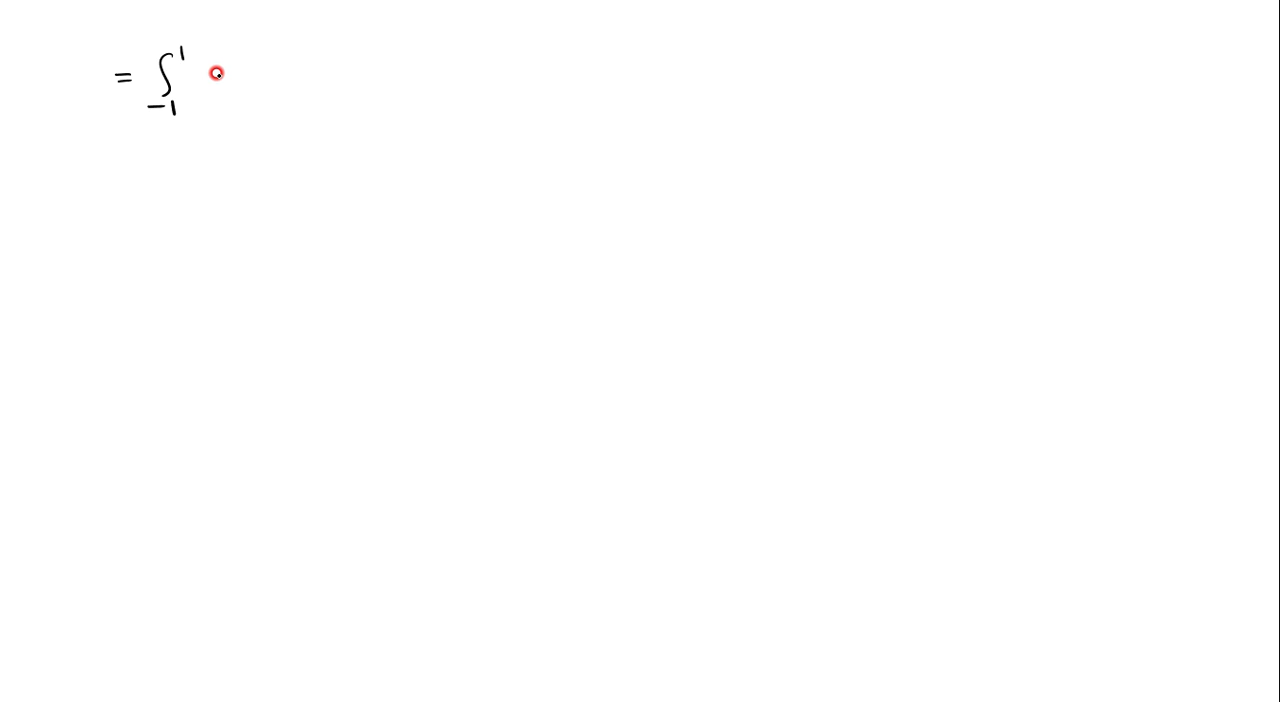 = ∫_{-1}^{1}